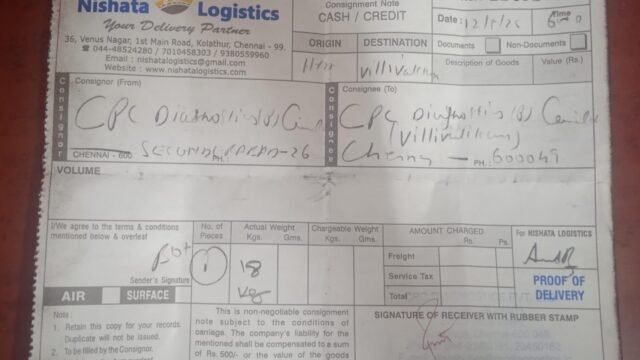 Nishata Logistics
Your Delivery Partner
36, Venus Nagar, 1st Main Road, Kolathur, Chennai - 99.
☎ 044-48524280 / 7010458303 / 9380559960
Email : nishatalogistics@gmail.com
Website : www.nishatalogistics.com
Consignment Note
CASH / CREDIT
ORIGIN DESTINATION
Villivakkam
Date : 12/5/25 Time
Documents Non-Documents
Description of Goods Value (Rs.)
Consignor
Consignor (From)
CPC Diagnostics (P)
CHENNAI - 600 PH.:
SECUNDERABAD-26
Consignee
Consignee (To)
CPC Diagnostics (P)
(Villivakkam)
PH.: 600049
VOLUME
I/We agree to the terms & conditions
mentioned below & overleaf
Sender's Signature
AIR SURFACE
No. of Pieces
1
Actual Weight
Kgs. Gms.
18
Kg
Chargeable Weight
Kgs. Gms.
AMOUNT CHARGED
Rs. Ps.
Freight
Service Tax
Total
For NISHATA LOGISTICS
PROOF OF
DELIVERY
Note :
1. Retain this copy for your records.
Duplicate will not be issued.
2. To be filled by the Consignor.
This is non-negotiable consignment
note subject to the conditions of
carriage. The company's liability for
mentioned shall be compensated to a sum
of Rs. 500/- or the value of the goods
SIGNATURE OF RECEIVER WITH RUBBER STAMP